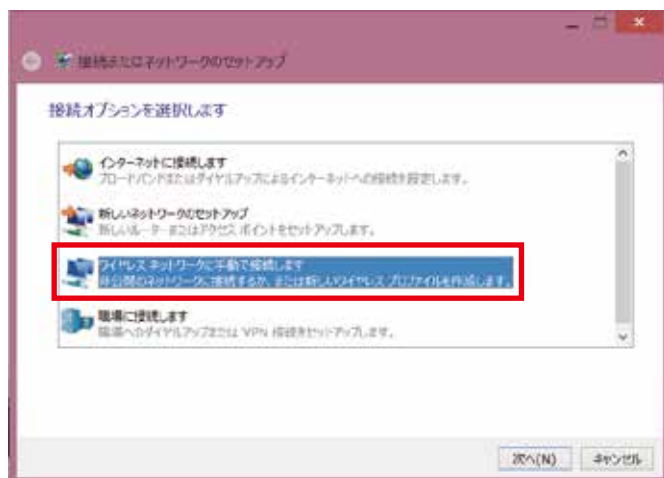 接続またはネットワークのセットアップ
接続オプションを選択します
インターネットに接続します
ブロードバンドまたはダイヤルアップによるインターネットへの接続を設定します。
新しいネットワークのセットアップ
新しいルーターまたはアクセス ポイントをセットアップします。
ワイヤレス ネットワークに手動で接続します
非公開のネットワークに接続するか、または新しいワイヤレス プロファイルを作成します。
職場に接続します
職場へのダイヤルアップまたは VPN 接続をセットアップします。
次へ(N)
キャンセル